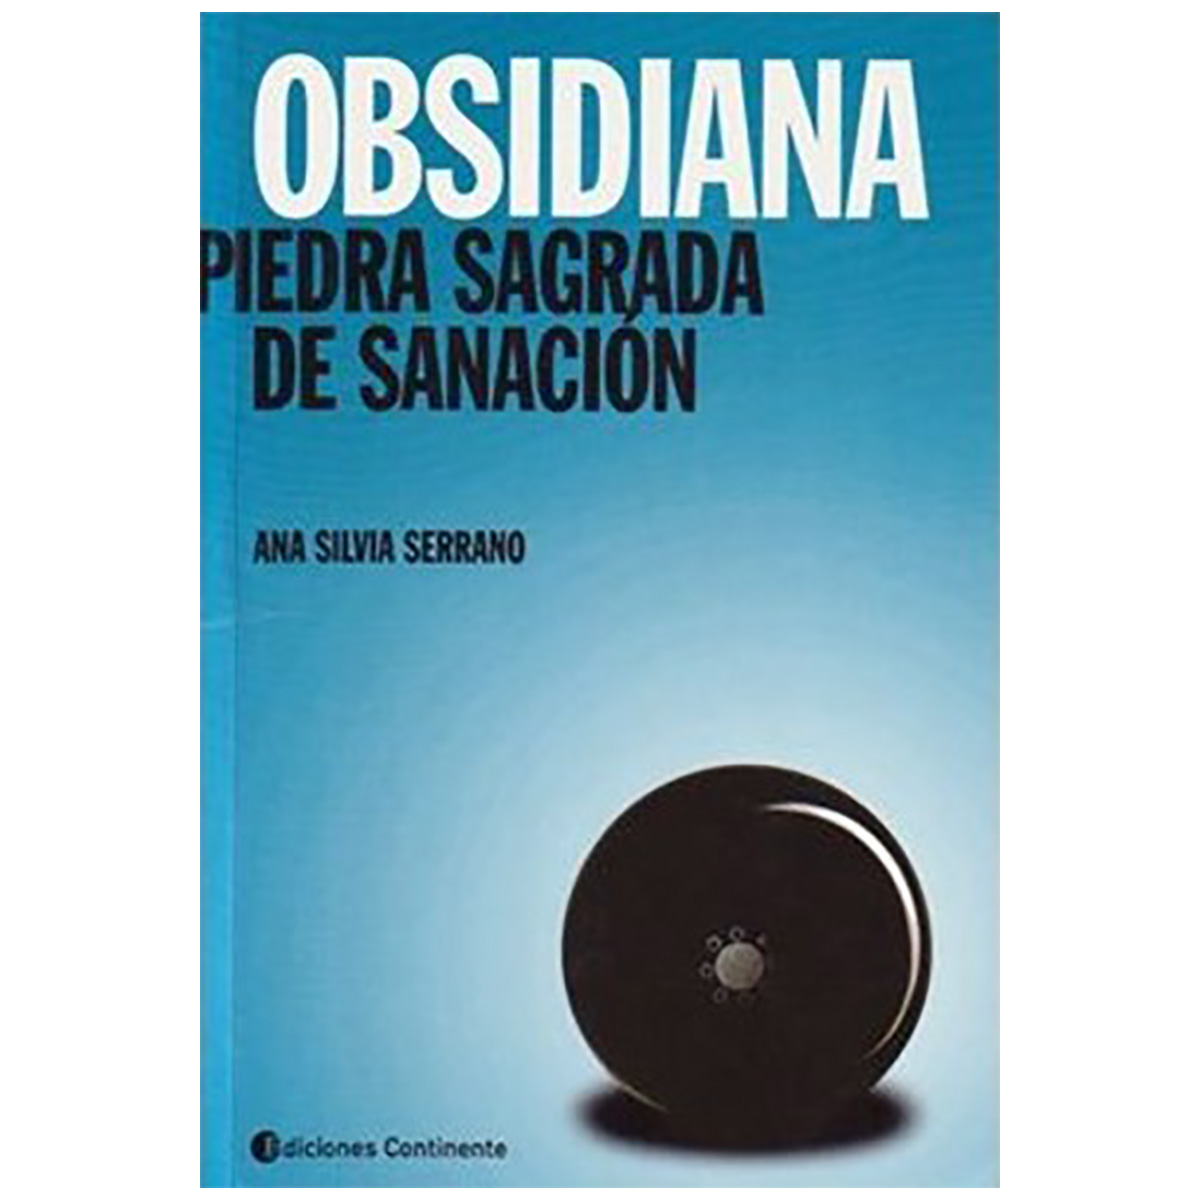 OBSIDIANA
PIEDRA SAGRADA
DE SANACIÓN
ANA SILVIA SERRANO
Ediciones Continente